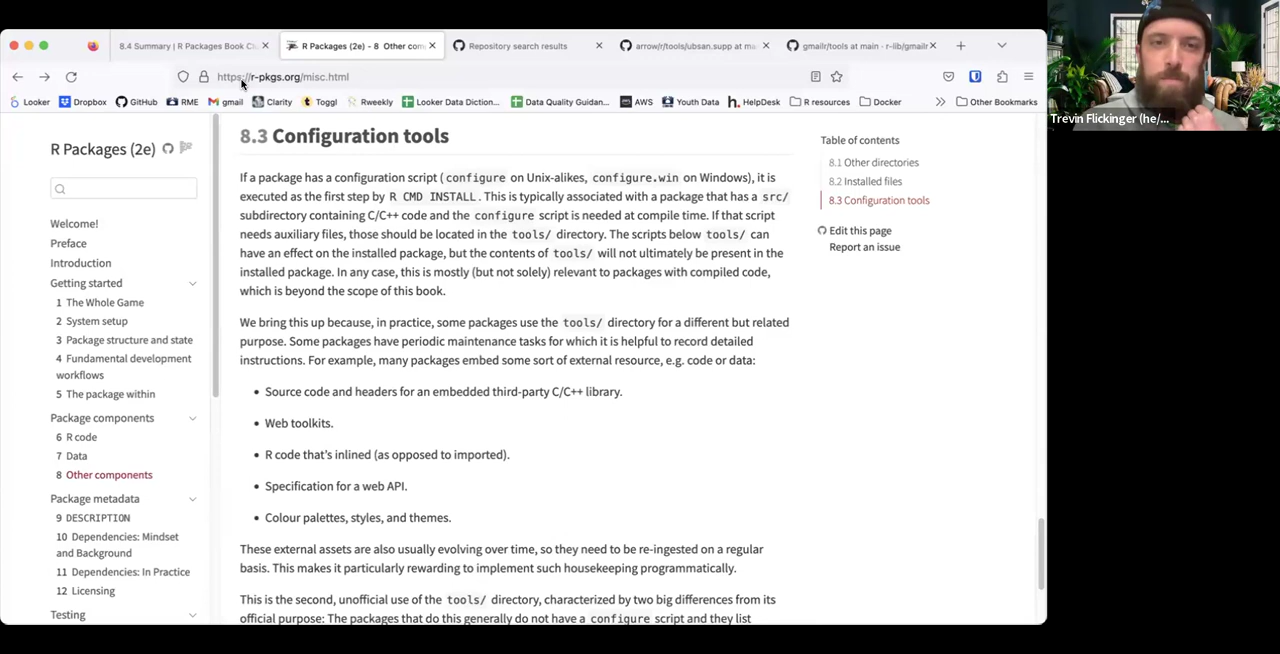 8.4 Summary | R Packages Book Cl
R Packages (2e) - 8 Other com
Repository search results
arrow/r/tools/ubsan.supp at ma
gmailr/tools at main · r-lib/gmailr
https://r-pkgs.org/misc.html
Looker
Dropbox
GitHub
RME
gmail
Clarity
Toggl
Rweekly
Looker Data Diction...
Data Quality Guidan...
AWS
Youth Data
HelpDesk
R resources
Docker
Other Bookmarks
R Packages (2e)
Welcome!
Preface
Introduction
Getting started
1 The Whole Game
2 System setup
3 Package structure and state
4 Fundamental development
workflows
5 The package within
Package components
6 R code
7 Data
8 Other components
Package metadata
9 DESCRIPTION
10 Dependencies: Mindset
and Background
11 Dependencies: In Practice
12 Licensing
Testing
8.3 Configuration tools
If a package has a configuration script (configure on Unix-alikes, configure.win on Windows), it is
executed as the first step by R CMD INSTALL. This is typically associated with a package that has a src/
subdirectory containing C/C++ code and the configure script is needed at compile time. If that script
needs auxiliary files, those should be located in the tools/ directory. The scripts below tools/ can
have an effect on the installed package, but the contents of tools/ will not ultimately be present in the
installed package. In any case, this is mostly (but not solely) relevant to packages with compiled code,
which is beyond the scope of this book.
We bring this up because, in practice, some packages use the tools/ directory for a different but related
purpose. Some packages have periodic maintenance tasks for which it is helpful to record detailed
instructions. For example, many packages embed some sort of external resource, e.g. code or data:
• Source code and headers for an embedded third-party C/C++ library.
• Web toolkits.
• R code that's inlined (as opposed to imported).
• Specification for a web API.
• Colour palettes, styles, and themes.
These external assets are also usually evolving over time, so they need to be re-ingested on a regular
basis. This makes it particularly rewarding to implement such housekeeping programmatically.
This is the second, unofficial use of the tools/ directory, characterized by two big differences from its
official purpose: The packages that do this generally do not have a configure script and they list
Table of contents
8.1 Other directories
8.2 Installed files
8.3 Configuration tools
Edit this page
Report an issue
Trevin Flickinger (he/...